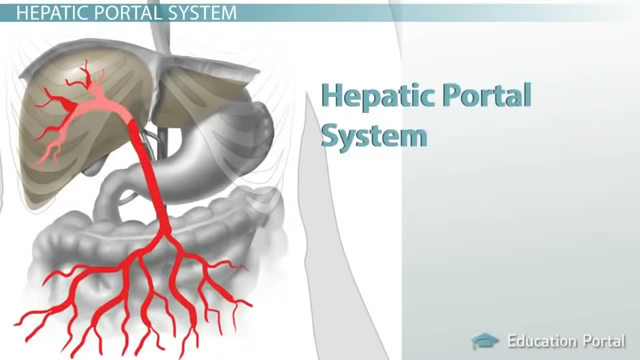 HEPATIC PORTAL SYSTEM
Hepatic Portal
System
Education Portal